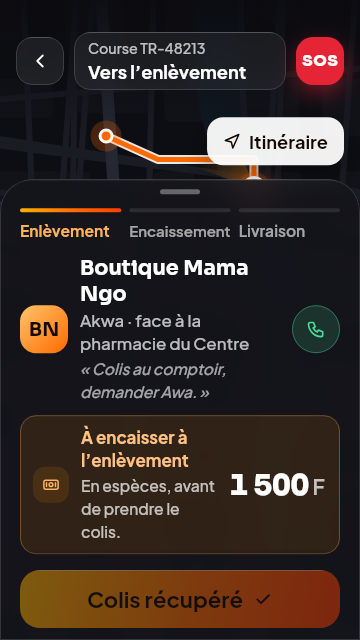 Course TR-48213
Vers l’enlèvement
SOS
Itinéraire
Enlèvement
Encaissement
Livraison
Boutique Mama
Ngo
BN
Akwa · face à la
pharmacie du Centre
« Colis au comptoir,
demander Awa. »
À encaisser à
l’enlèvement
En espèces, avant
de prendre le
colis.
1 500 F
Colis récupéré